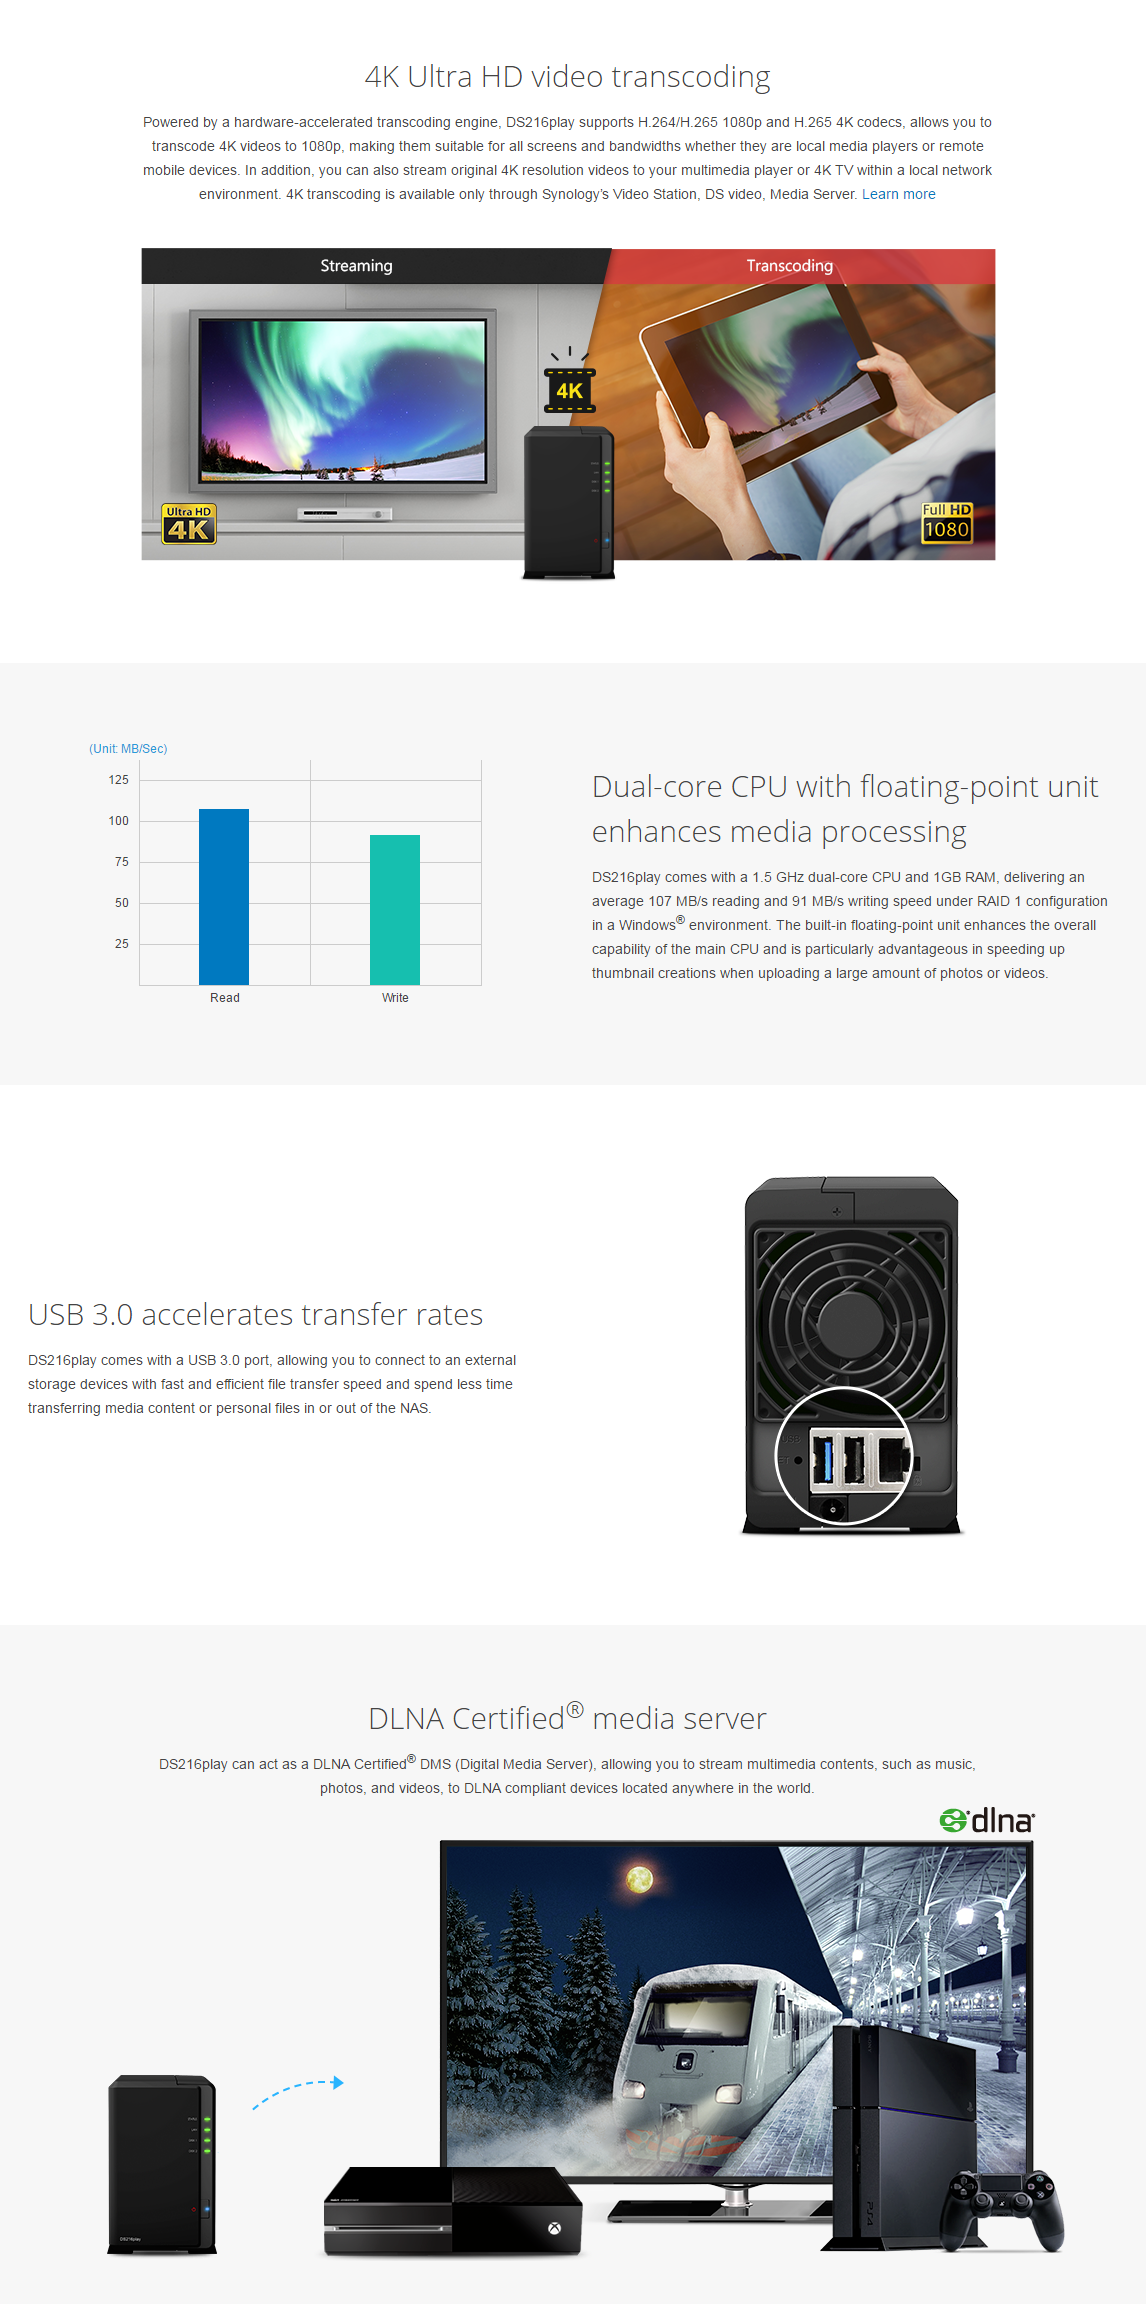 4K Ultra HD video transcoding
Powered by a hardware-accelerated transcoding engine, DS216play supports H.264/H.265 1080p and H.265 4K codecs, allows you to
transcode 4K videos to 1080p, making them suitable for all screens and bandwidths whether they are local media players or remote
mobile devices. In addition, you can also stream original 4K resolution videos to your multimedia player or 4K TV within a local network
environment. 4K transcoding is available only through Synology's Video Station, DS video, Media Server. Learn more
Streaming
Transcoding
4K
Ultra HD
4K
Full HD
1080
(Unit: MB/Sec)
125
100
75
50
25
Read
Write
Dual-core CPU with floating-point unit
enhances media processing
DS216play comes with a 1.5 GHz dual-core CPU and 1GB RAM, delivering an
average 107 MB/s reading and 91 MB/s writing speed under RAID 1 configuration
in a Windows® environment. The built-in floating-point unit enhances the overall
capability of the main CPU and is particularly advantageous in speeding up
thumbnail creations when uploading a large amount of photos or videos.
USB 3.0 accelerates transfer rates
DS216play comes with a USB 3.0 port, allowing you to connect to an external
storage devices with fast and efficient file transfer speed and spend less time
transferring media content or personal files in or out of the NAS.
DLNA Certified® media server
DS216play can act as a DLNA Certified® DMS (Digital Media Server), allowing you to stream multimedia contents, such as music,
photos, and videos, to DLNA compliant devices located anywhere in the world.
dlna
DS216play
PS4